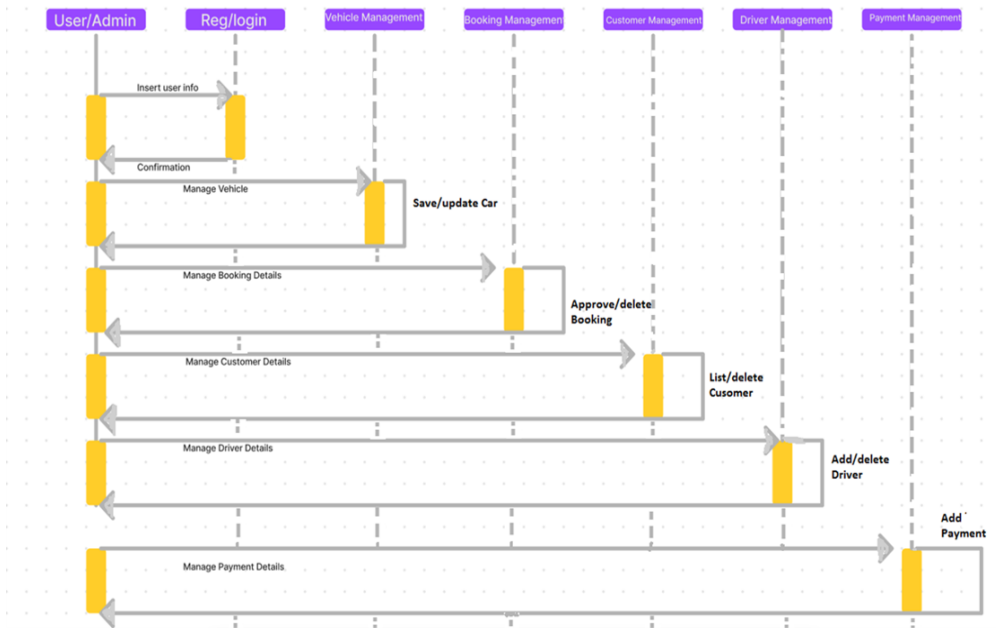 User/Admin
Reg/login
Vehicle Management
Booking Management
Customer Management
Driver Management
Payment Management
Insert user info
Confirmation
Manage Vehicle
Save/update Car
Manage Booking Details
Approve/delete
Booking
Manage Customer Details
List/delete
Cusomer
Manage Driver Details
Add/delete
Driver
Add
Payment
Manage Payment Details